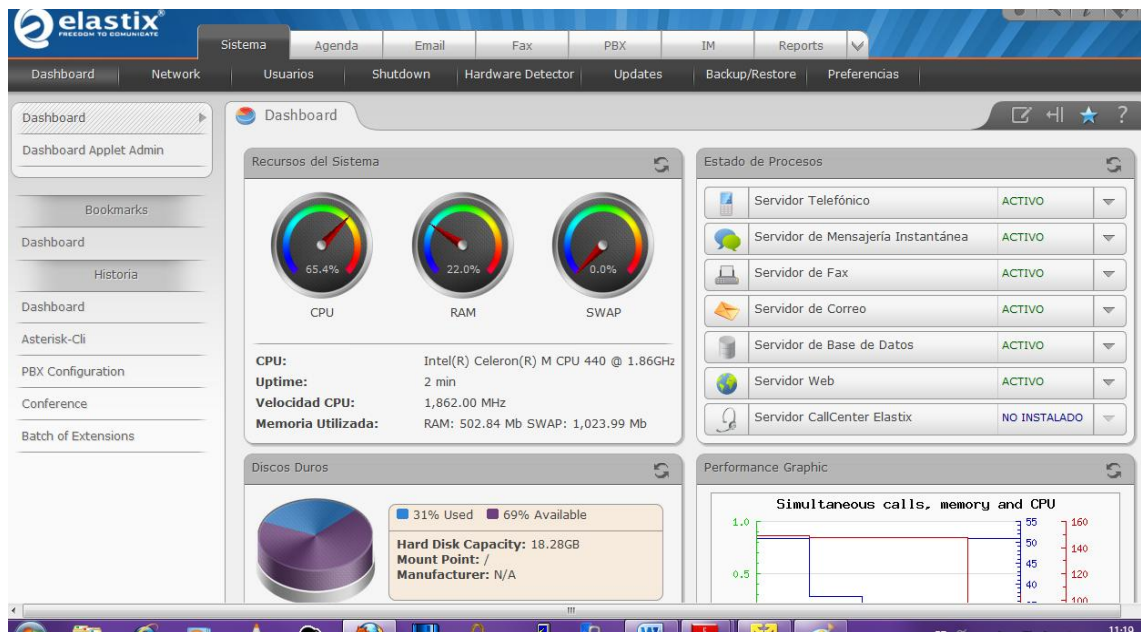 elastix
FREEDOM TO COMUNICATE
Sistema Agenda Email Fax PBX IM Reports
Dashboard Network Usuarios Shutdown Hardware Detector Updates Backup/Restore Preferencias
Dashboard
Dashboard Applet Admin
Bookmarks
Dashboard
Historia
Dashboard
Asterisk-Cli
PBX Configuration
Conference
Batch of Extensions
Dashboard
?
Recursos del Sistema
65.4%
CPU
22.0%
RAM
0.0%
SWAP
CPU: Intel(R) Celeron(R) M CPU 440 @ 1.86GHz
Uptime: 2 min
Velocidad CPU: 1,862.00 MHz
Memoria Utilizada: RAM: 502.84 Mb SWAP: 1,023.99 Mb
Estado de Procesos
Servidor Telefónico ACTIVO
Servidor de Mensajería Instantánea ACTIVO
Servidor de Fax ACTIVO
Servidor de Correo ACTIVO
Servidor de Base de Datos ACTIVO
Servidor Web ACTIVO
Servidor CallCenter Elastix NO INSTALADO
Discos Duros
31% Used 69% Available
Hard Disk Capacity: 18.28GB
Mount Point: /
Manufacturer: N/A
Performance Graphic
Simultaneous calls, memory and CPU
1.0 55 160
50
140
45
0.5 120
40
100
11:19